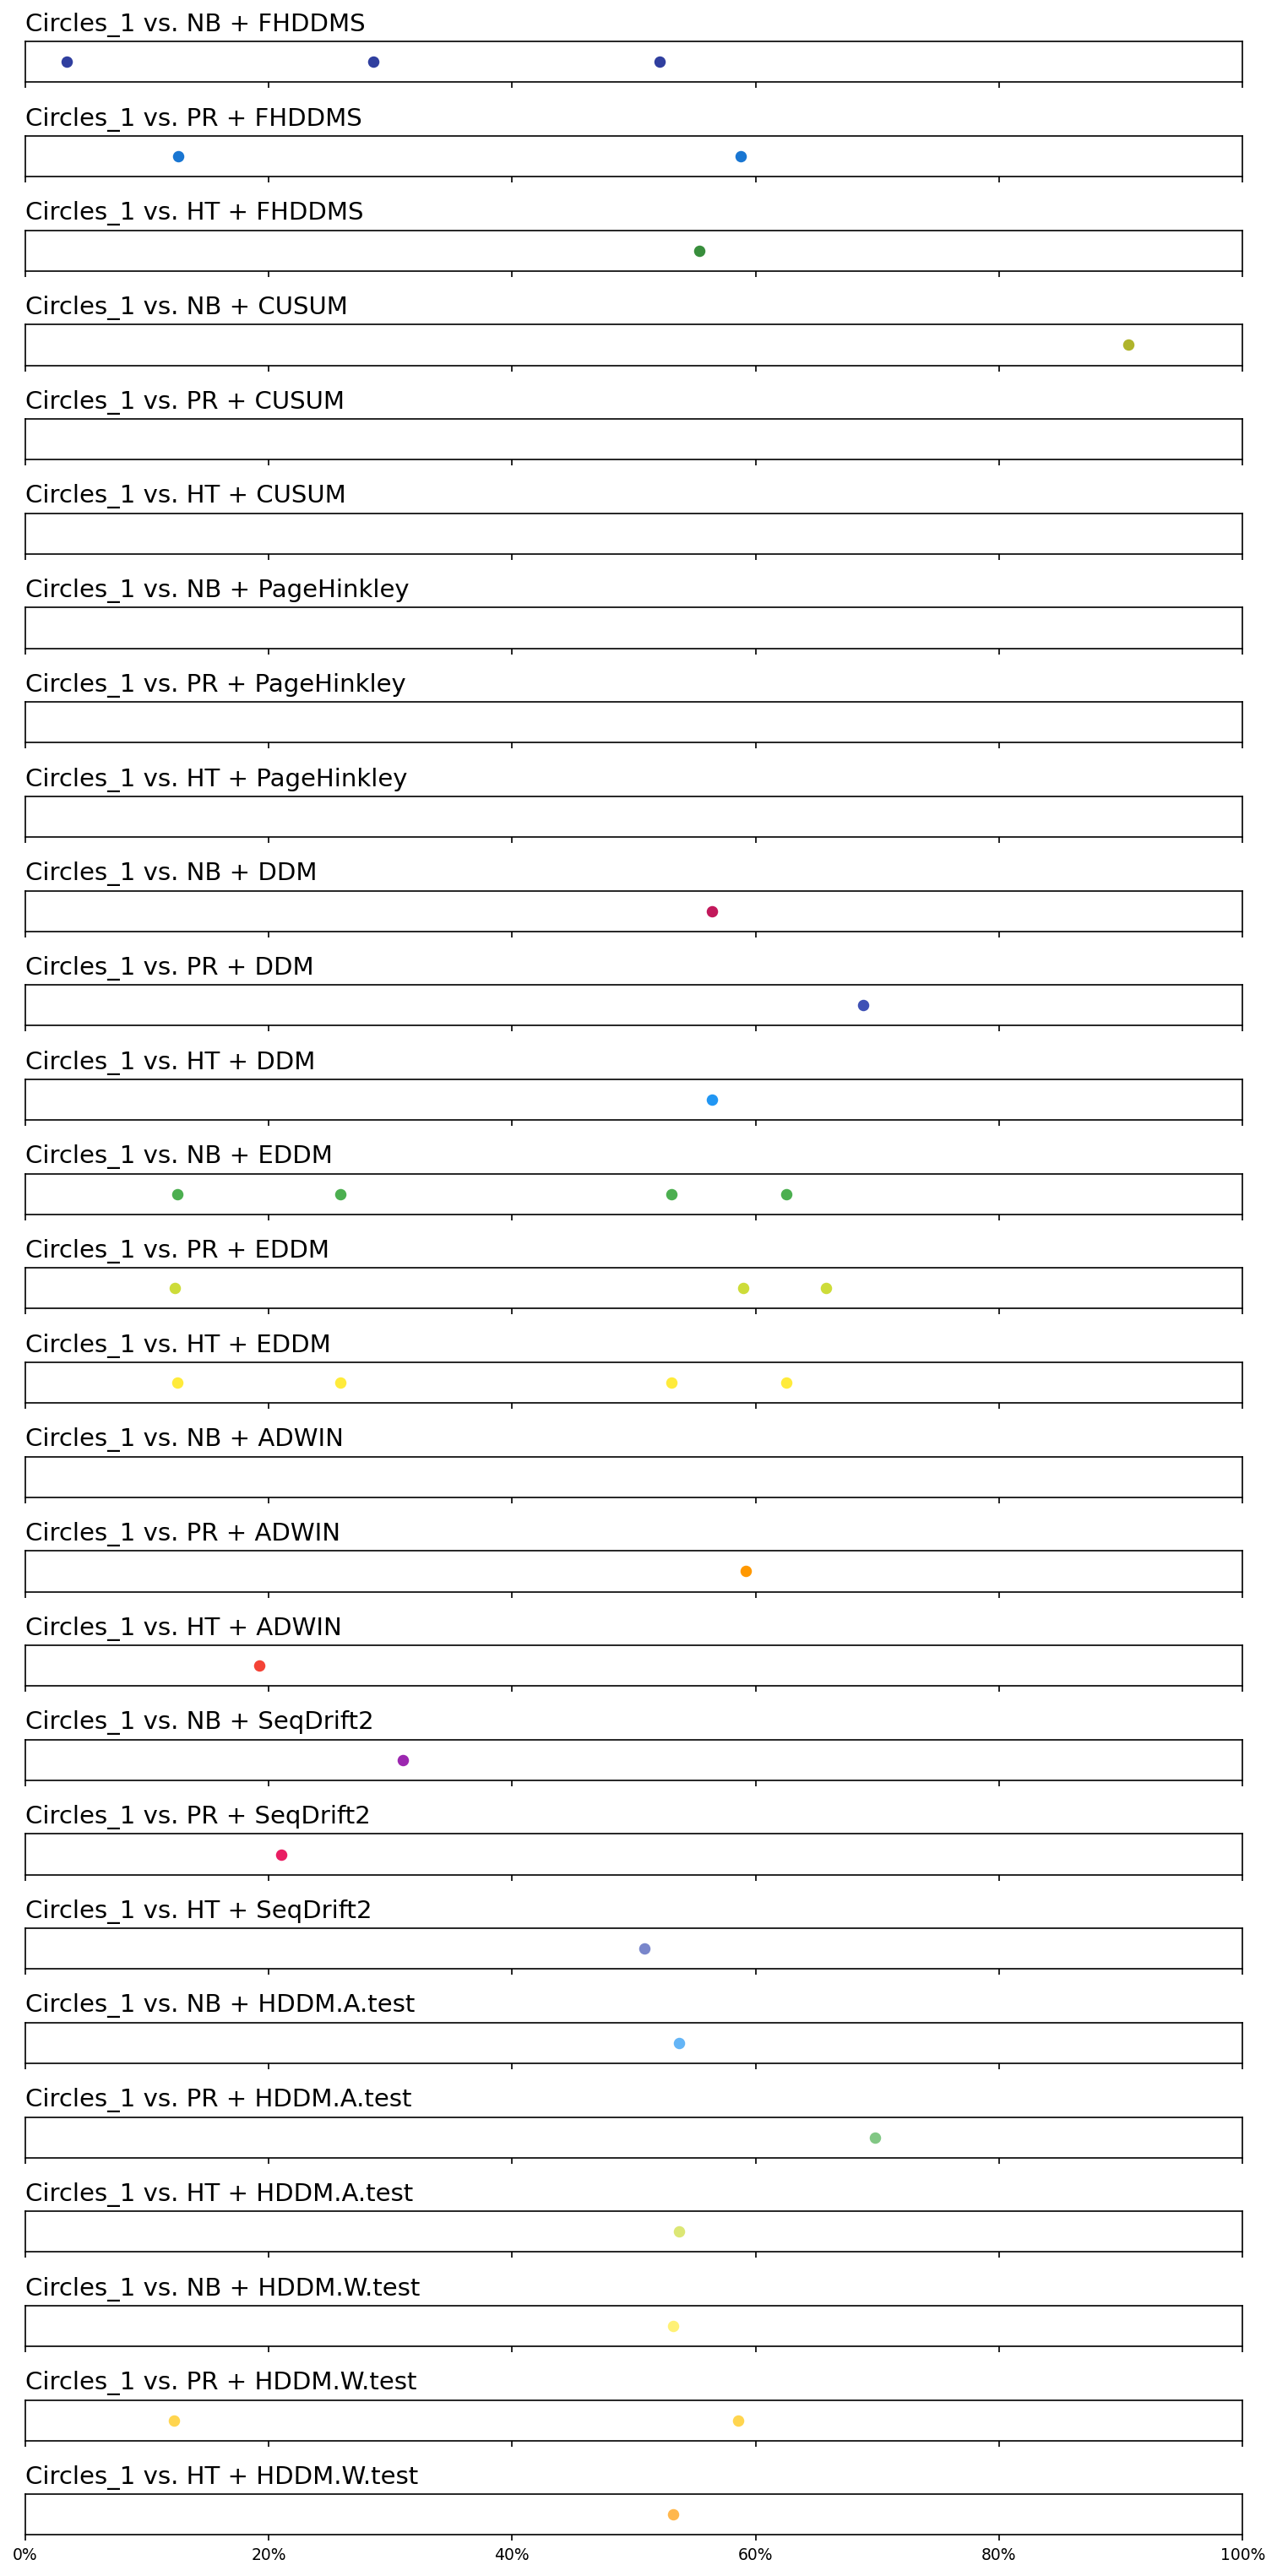 Circles_1 vs. NB + FHDDMS
Circles_1 vs. PR + FHDDMS
Circles_1 vs. HT + FHDDMS
Circles_1 vs. NB + CUSUM
Circles_1 vs. PR + CUSUM
Circles_1 vs. HT + CUSUM
Circles_1 vs. NB + PageHinkley
Circles_1 vs. PR + PageHinkley
Circles_1 vs. HT + PageHinkley
Circles_1 vs. NB + DDM
Circles_1 vs. PR + DDM
Circles_1 vs. HT + DDM
Circles_1 vs. NB + EDDM
Circles_1 vs. PR + EDDM
Circles_1 vs. HT + EDDM
Circles_1 vs. NB + ADWIN
Circles_1 vs. PR + ADWIN
Circles_1 vs. HT + ADWIN
Circles_1 vs. NB + SeqDrift2
Circles_1 vs. PR + SeqDrift2
Circles_1 vs. HT + SeqDrift2
Circles_1 vs. NB + HDDM.A.test
Circles_1 vs. PR + HDDM.A.test
Circles_1 vs. HT + HDDM.A.test
Circles_1 vs. NB + HDDM.W.test
Circles_1 vs. PR + HDDM.W.test
Circles_1 vs. HT + HDDM.W.test
0% 20% 40% 60% 80% 100%